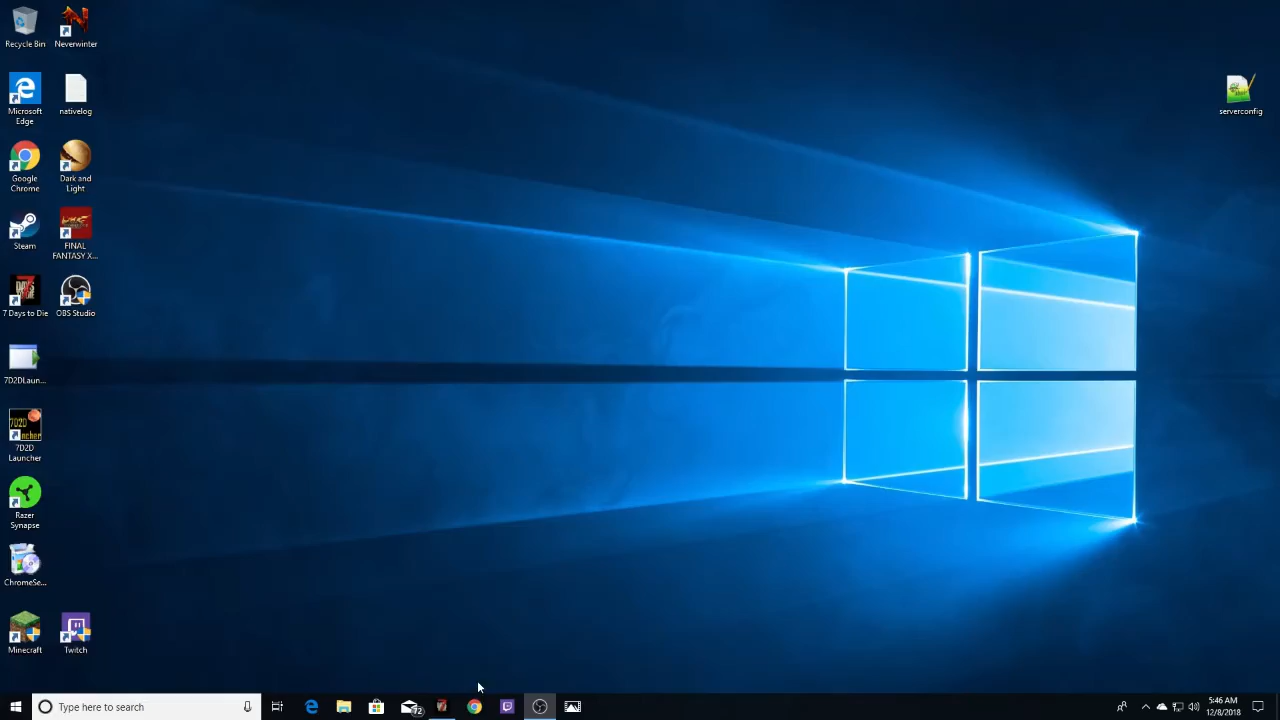 Recycle Bin
Neverwinter
Microsoft
Edge
nativelog
Google
Chrome
Dark and
Light
Steam
FINAL
FANTASY X...
7 Days to Die
OBS Studio
7D2DLaun...
7D2D
Launcher
Razer
Synapse
ChromeSe...
Minecraft
Twitch
serverconfig
Type here to search
72
5:46 AM
12/8/2018